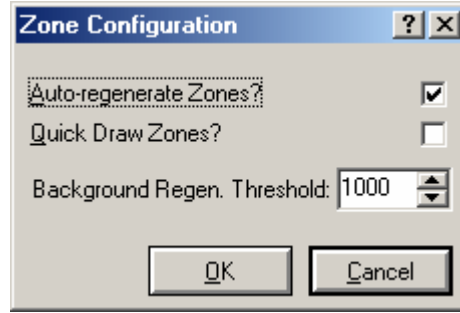 Zone Configuration
Auto-regenerate Zones?
Quick Draw Zones?
Background Regen. Threshold: 1000
OK Cancel